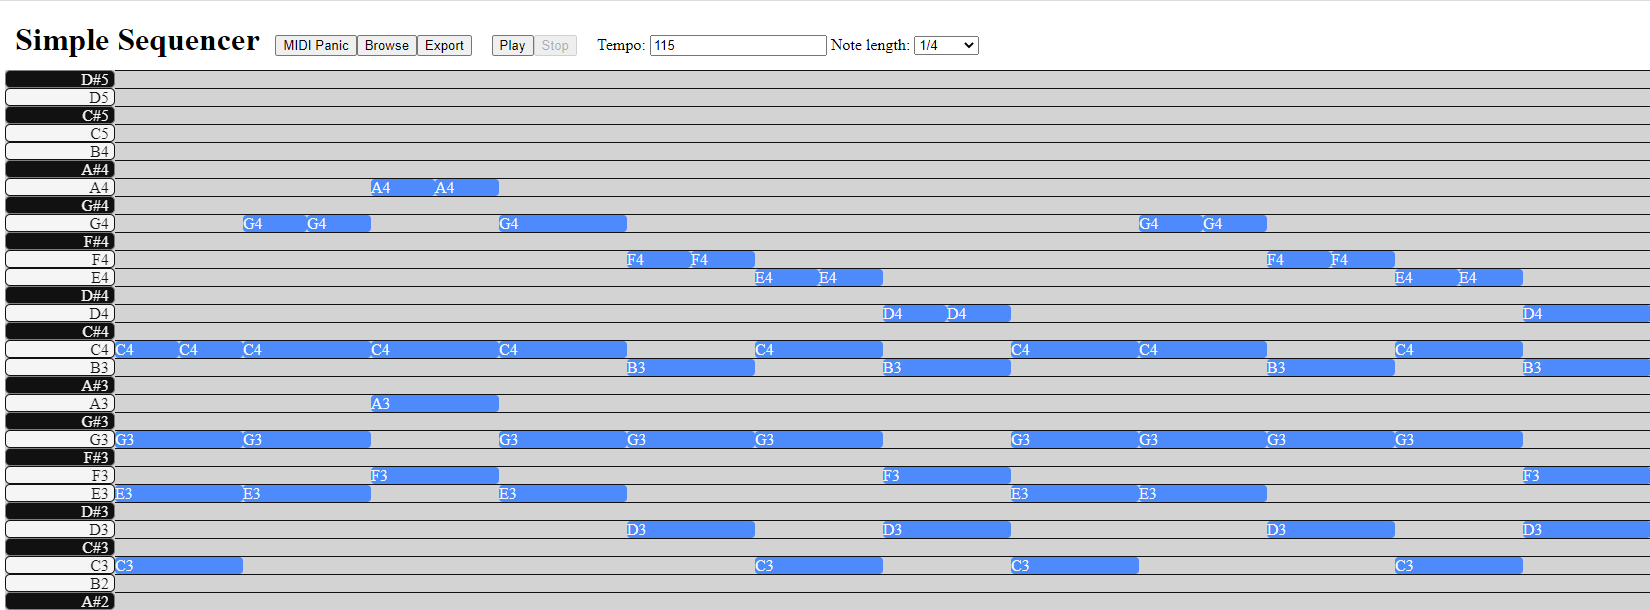 Simple Sequencer MIDI Panic Browse Export Play Stop Tempo: 115 Note length: 1/4
D#5
D5
C#5
C5
B4
A#4
A4 A4 A4
G#4
G4 G4 G4 G4 G4 G4
F#4
F4 F4 F4 F4 F4
E4 E4 E4 E4 E4
D#4
D4 D4 D4 D4
C#4
C4 C4 C4 C4 C4 C4 C4 C4 C4 C4
B3 B3 B3 B3 B3
A#3
A3 A3
G#3
G3 G3 G3 G3 G3 G3 G3 G3 G3 G3
F#3
F3 F3 F3 F3
E3 E3 E3 E3 E3 E3
D#3
D3 D3 D3 D3 D3
C#3
C3 C3 C3 C3 C3
B2
A#2